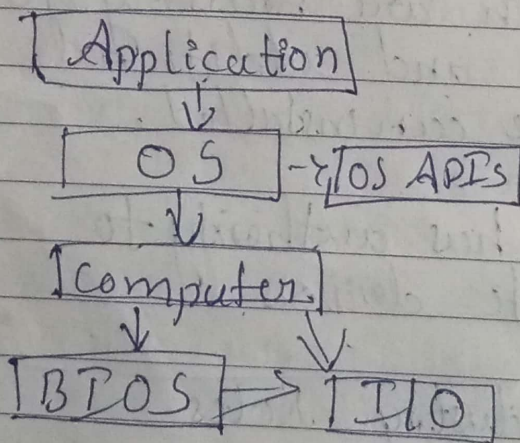 Application
OS
OS APIs
Computer
BIOS
I/O